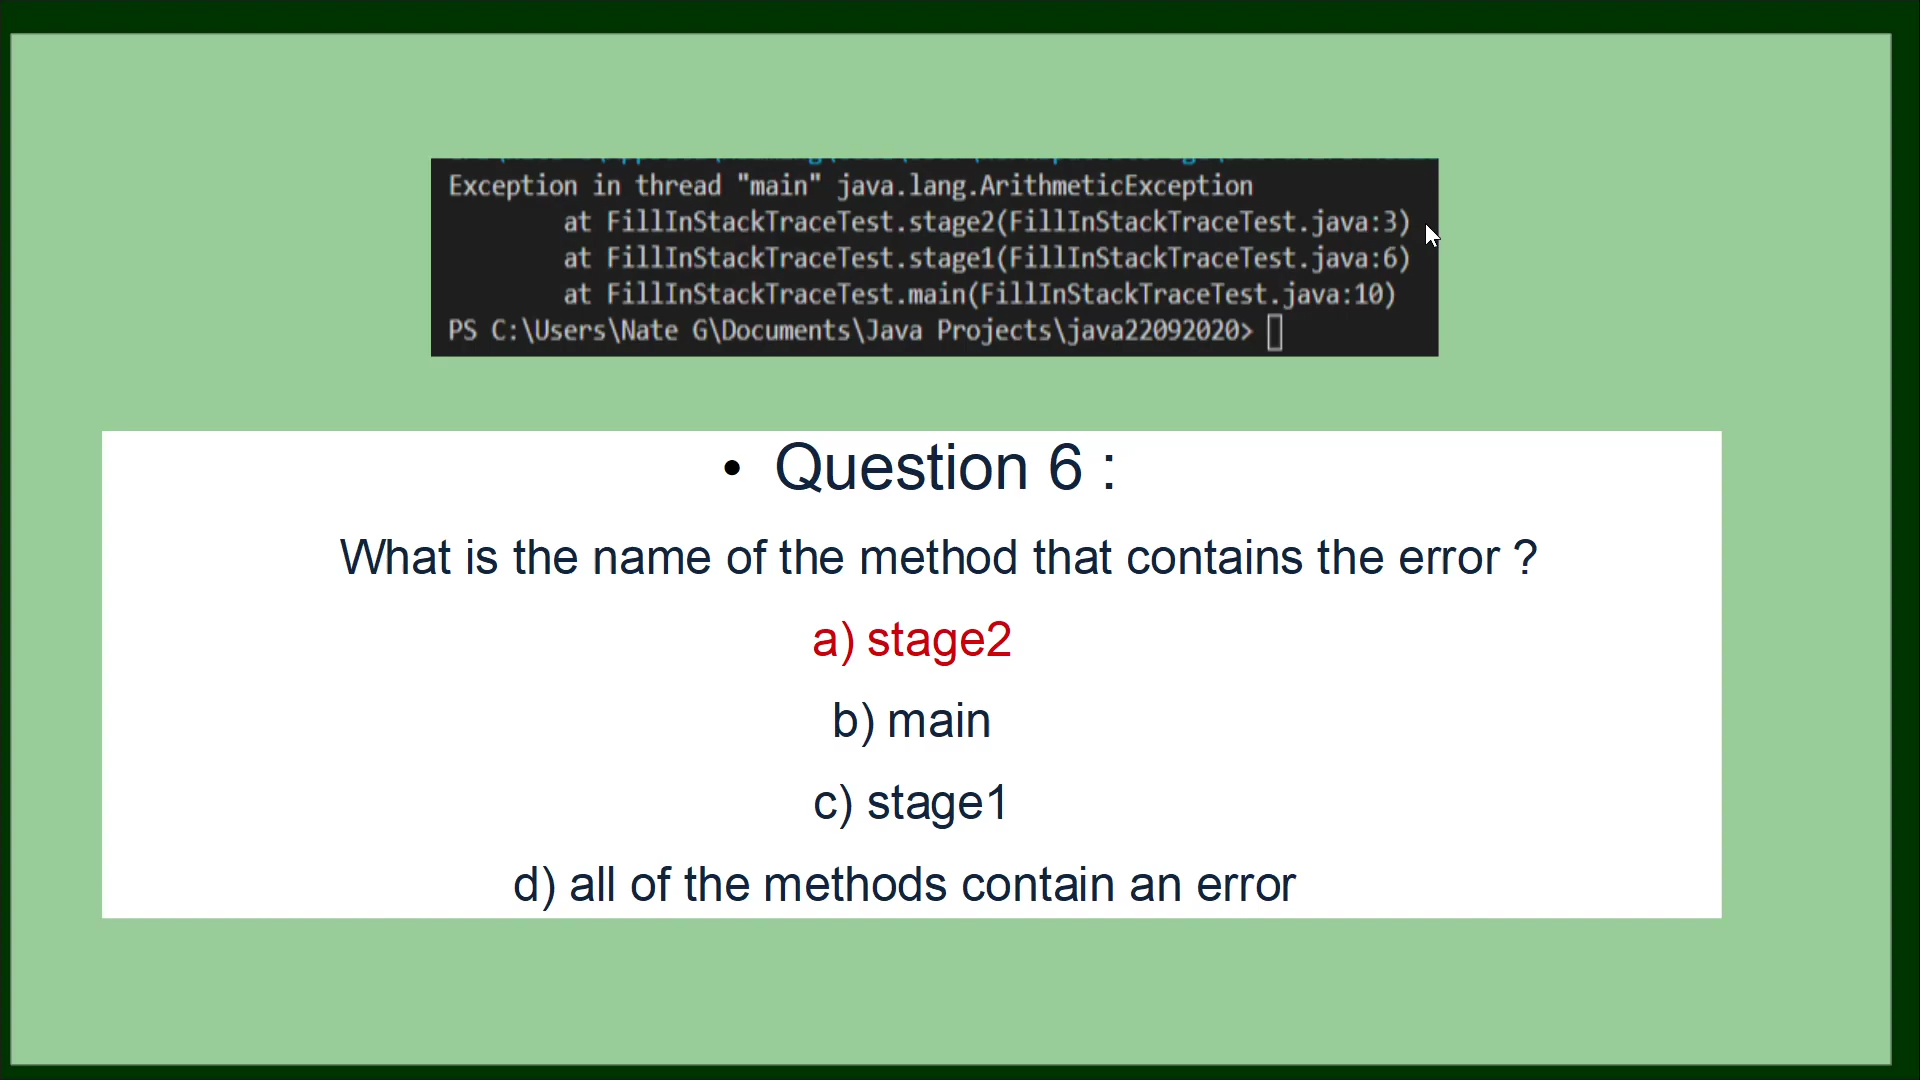 Exception in thread "main" java.lang.ArithmeticException
at FillInStackTraceTest.stage2(FillInStackTraceTest.java:3)
at FillInStackTraceTest.stage1(FillInStackTraceTest.java:6)
at FillInStackTraceTest.main(FillInStackTraceTest.java:10)
PS C:\Users\Nate G\Documents\Java Projects\java22092020>
• Question 6 :
What is the name of the method that contains the error ?
a) stage2
b) main
c) stage1
d) all of the methods contain an error